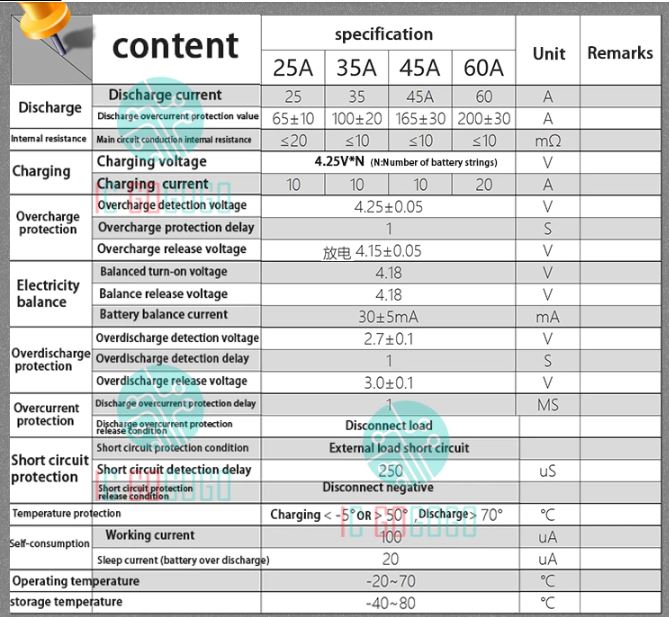 content specification Unit Remarks
25A 35A 45A 60A
Discharge Discharge current 25 35 45A 60 A
Discharge overcurrent protection value 65±10 100±20 165±30 200±30 A
Internal resistance Main circuit conduction internal resistance ≤20 ≤10 ≤10 ≤10 mΩ
Charging Charging voltage 4.25V*N (N:Number of battery strings) V
Charging current 10 10 10 20 A
Overcharge protection Overcharge detection voltage 4.25±0.05 V
Overcharge protection delay 1 S
Overcharge release voltage 放电 4.15±0.05 V
Electricity balance Balanced turn-on voltage 4.18 V
Balance release voltage 4.18 V
Battery balance current 30±5mA mA
Overdischarge protection Overdischarge detection voltage 2.7±0.1 V
Overdischarge detection delay 1 S
Overdischarge release voltage 3.0±0.1 V
Overcurrent protection Discharge overcurrent protection delay 1 MS
Discharge overcurrent protection release condition Disconnect load
Short circuit protection Short circuit protection condition External load short circuit
Short circuit detection delay 250 uS
Short circuit protection release condition Disconnect negative
Temperature protection Charging < -5° OR > 50° , Discharge > 70° ℃
Self-consumption Working current 100 uA
Sleep current (battery over discharge) 20 uA
Operating temperature -20~70 ℃
storage temperature -40~80 ℃
IC GOGOGO
IC GOGOGO
IC GOGOGO